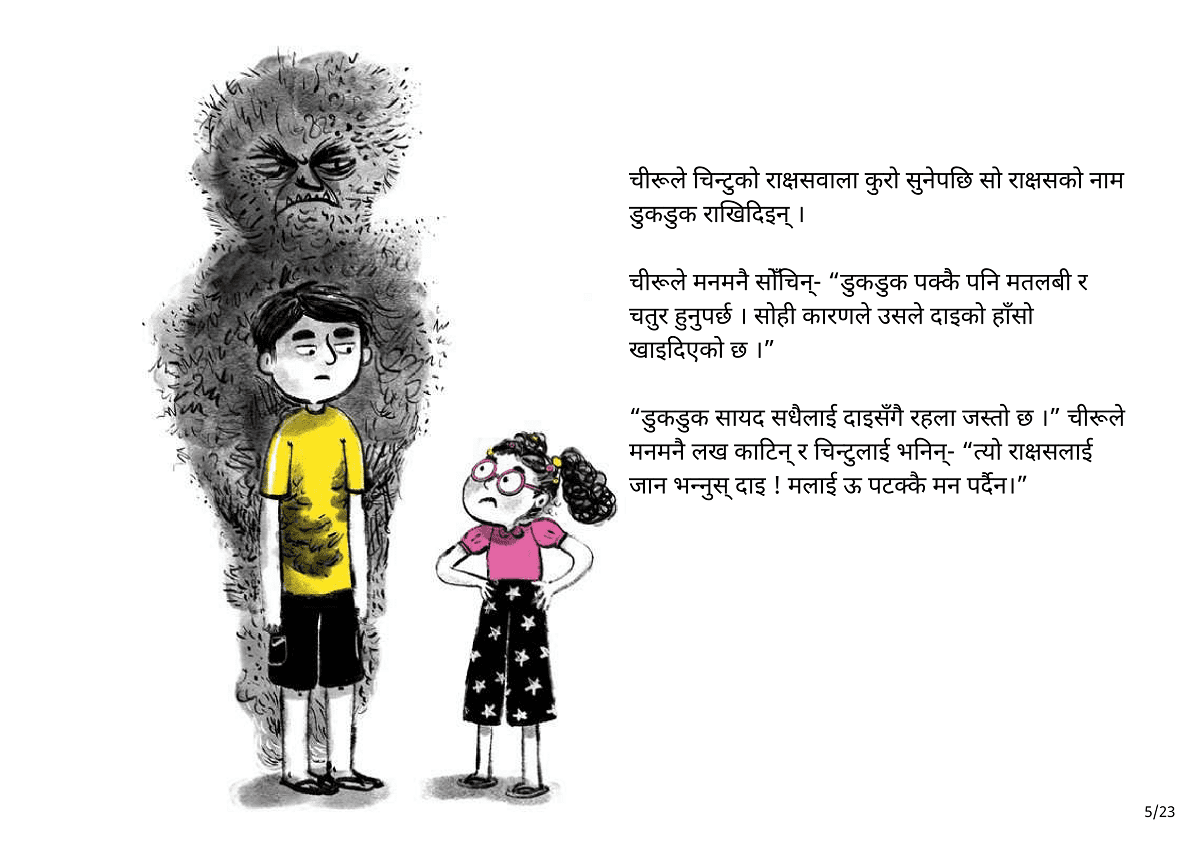 चीरूले चिन्टुको राक्षसवाला कुरो सुनेपछि सो राक्षसको नाम
डुकडुक राखिदिइन् ।
चीरूले मनमनै सोँचिन्- “डुकडुक पक्कै पनि मतलबी र
चतुर हुनुपर्छ । सोही कारणले उसले दाइको हाँसो
खाइदिएको छ ।”
“डुकडुक सायद सधैलाई दाइसँगै रहला जस्तो छ ।” चीरूले
मनमनै लख काटिन् र चिन्टुलाई भनिन्- “त्यो राक्षसलाई
जान भन्नुस् दाइ ! मलाई ऊ पटक्कै मन पर्दैन।”
5/23